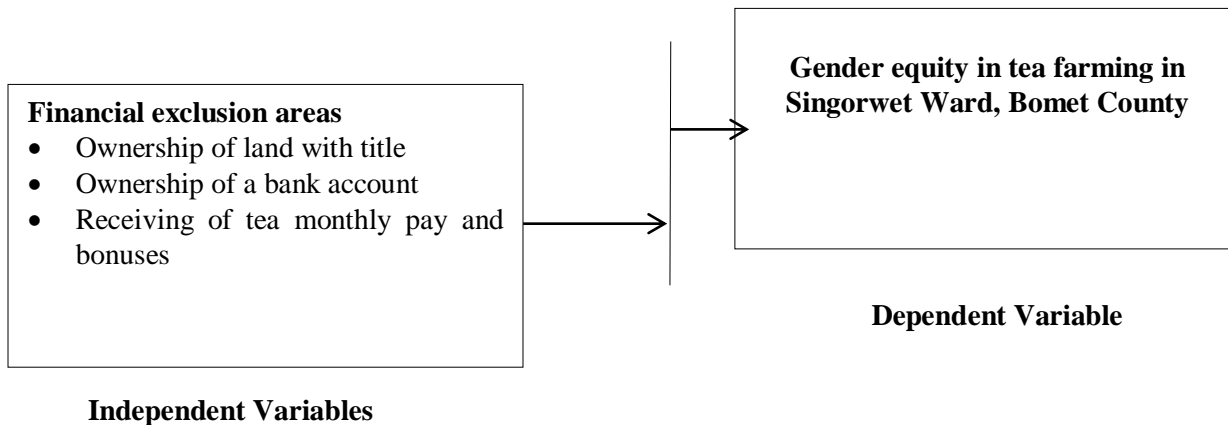 Financial exclusion areas
• Ownership of land with title
• Ownership of a bank account
• Receiving of tea monthly pay and
bonuses
Independent Variables
Gender equity in tea farming in
Singorwet Ward, Bomet County
Dependent Variable